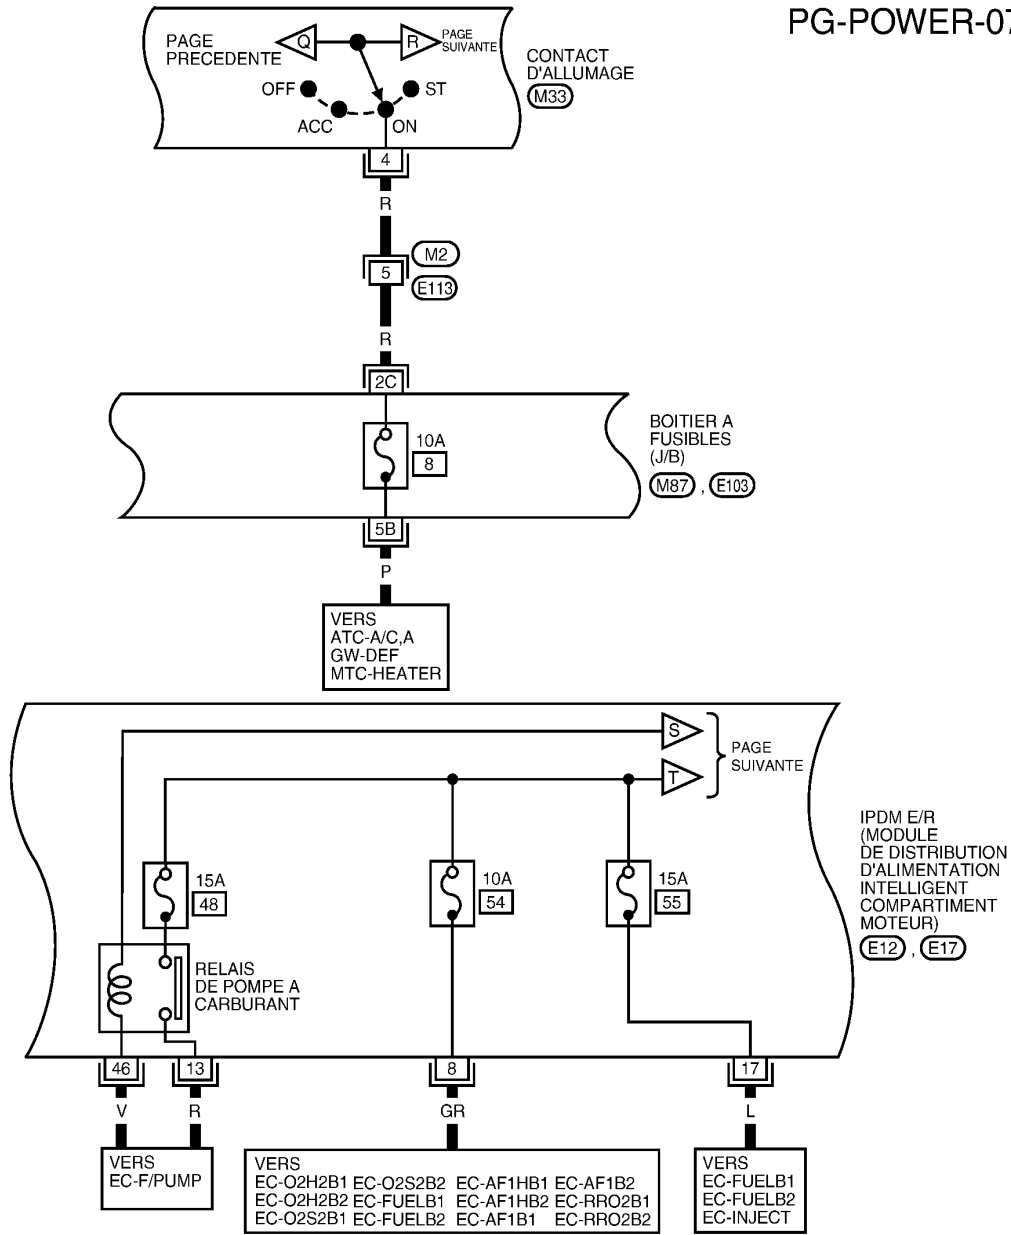 PG-POWER-07
PAGE
PRECEDENTE
Q
R
PAGE
SUIVANTE
CONTACT
D'ALLUMAGE
M33
OFF
ST
ACC
ON
4
R
M2
5
E113
R
2C
BOITIER A
FUSIBLES
(J/B)
M87 , E103
10A
8
5B
P
VERS
ATC-A/C,A
GW-DEF
MTC-HEATER
S
T
PAGE
SUIVANTE
IPDM E/R
(MODULE
DE DISTRIBUTION
D'ALIMENTATION
INTELLIGENT
COMPARTIMENT
MOTEUR)
E12 , E17
15A
48
10A
54
15A
55
RELAIS
DE POMPE A
CARBURANT
46
13
8
17
V
R
GR
L
VERS
EC-F/PUMP
VERS
EC-O2H2B1 EC-O2S2B2 EC-AF1HB1 EC-AF1B2
EC-O2H2B2 EC-FUELB1 EC-AF1HB2 EC-RRO2B1
EC-O2S2B1 EC-FUELB2 EC-AF1B1 EC-RRO2B2
VERS
EC-FUELB1
EC-FUELB2
EC-INJECT